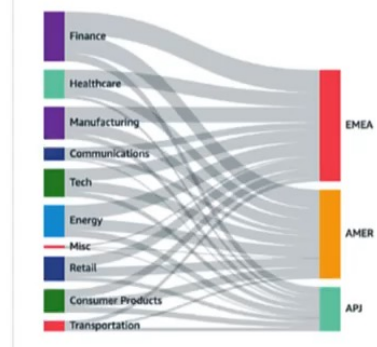 Finance
Healthcare
Manufacturing
Communications
Tech
Energy
Misc
Retail
Consumer Products
Transportation
EMEA
AMER
APJ